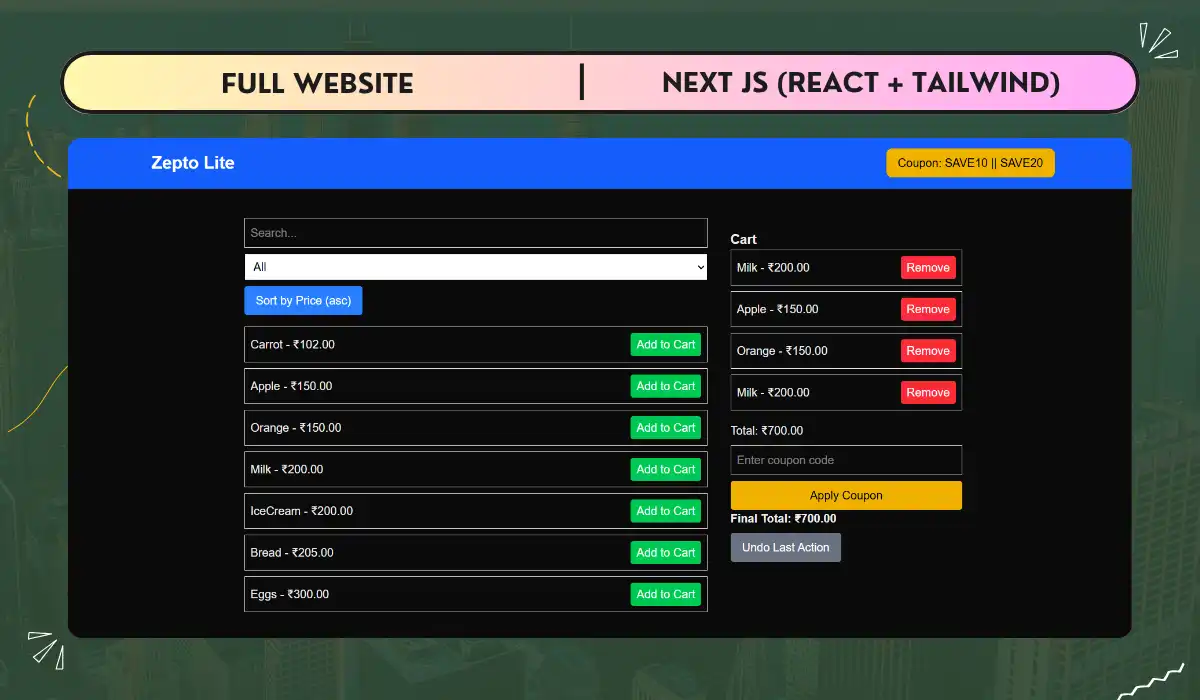 FULL WEBSITE | NEXT JS (REACT + TAILWIND)
Zepto Lite
Coupon: SAVE10 || SAVE20
Search...
All
Sort by Price (asc)
Carrot - ₹102.00 Add to Cart
Apple - ₹150.00 Add to Cart
Orange - ₹150.00 Add to Cart
Milk - ₹200.00 Add to Cart
IceCream - ₹200.00 Add to Cart
Bread - ₹205.00 Add to Cart
Eggs - ₹300.00 Add to Cart
Cart
Milk - ₹200.00 Remove
Apple - ₹150.00 Remove
Orange - ₹150.00 Remove
Milk - ₹200.00 Remove
Total: ₹700.00
Enter coupon code
Apply Coupon
Final Total: ₹700.00
Undo Last Action